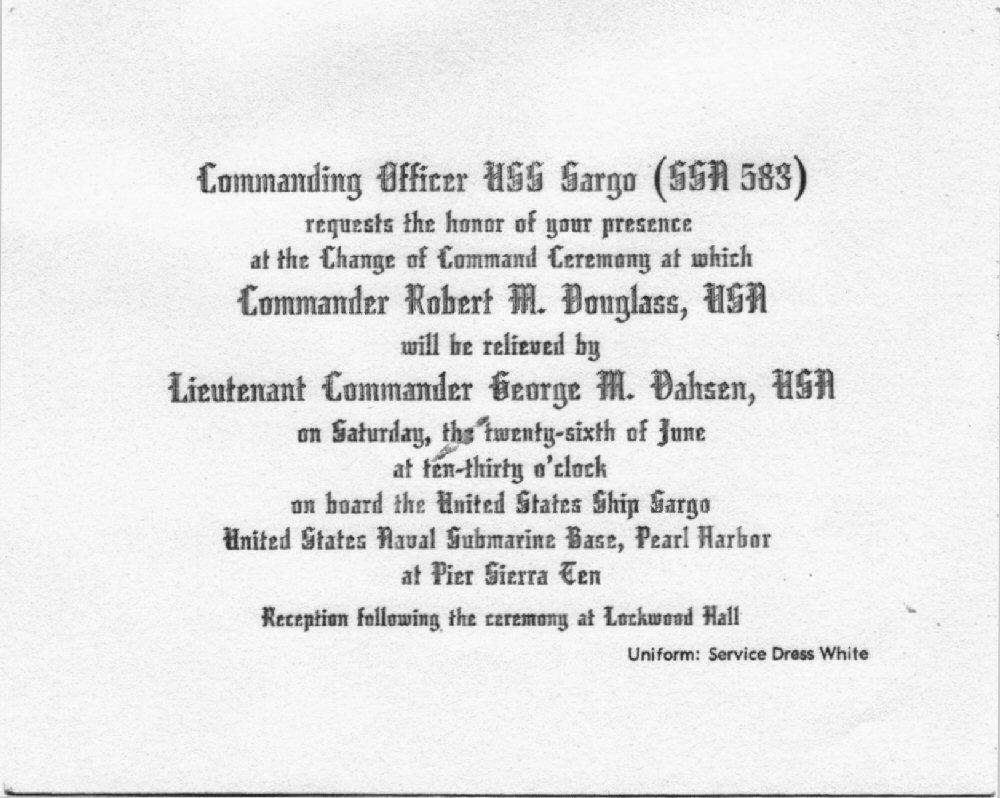 Commanding Officer USS Sargo (SSN 583)
requests the honor of your presence
at the Change of Command Ceremony at which
Commander Robert M. Douglass, USN
will be relieved by
Lieutenant Commander George M. Dahsen, USN
on Saturday, the twenty-sixth of June
at ten-thirty o'clock
on board the United States Ship Sargo
United States Naval Submarine Base, Pearl Harbor
at Pier Sierra Ten
Reception following the ceremony at Lockwood Hall
Uniform: Service Dress White